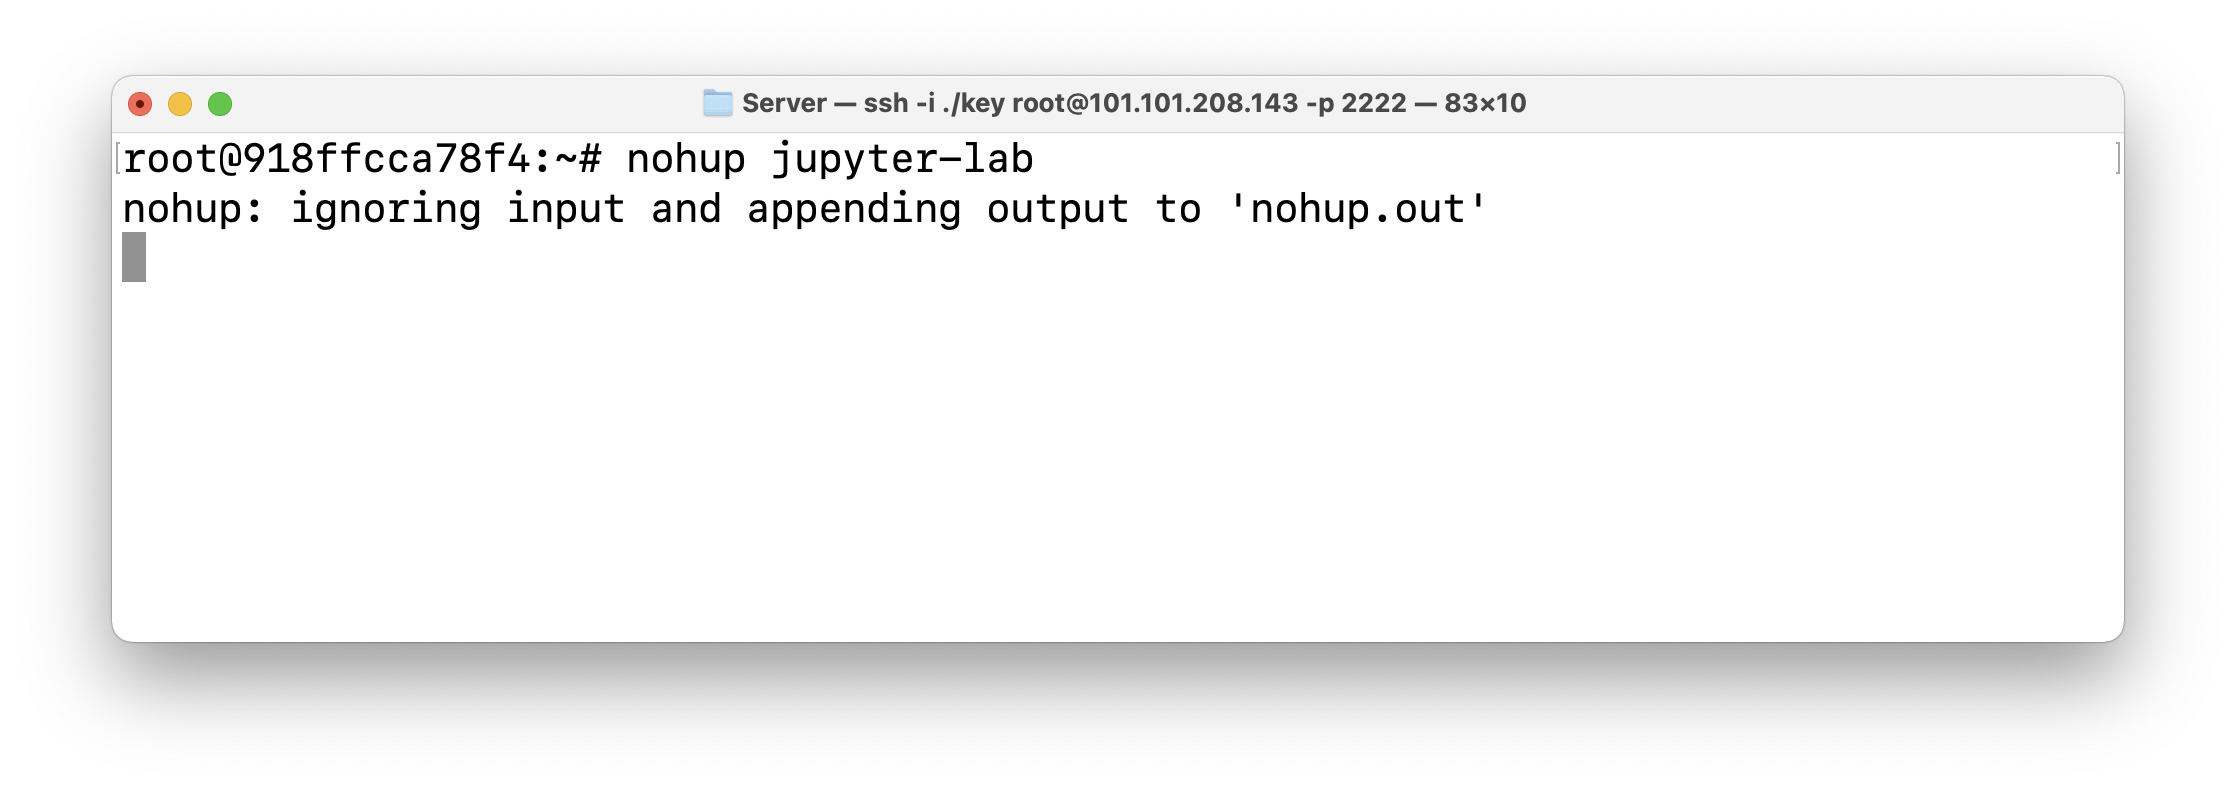 Server — ssh -i ./key root@101.101.208.143 -p 2222 — 83×10
root@918ffcca78f4:~# nohup jupyter-lab
nohup: ignoring input and appending output to 'nohup.out'